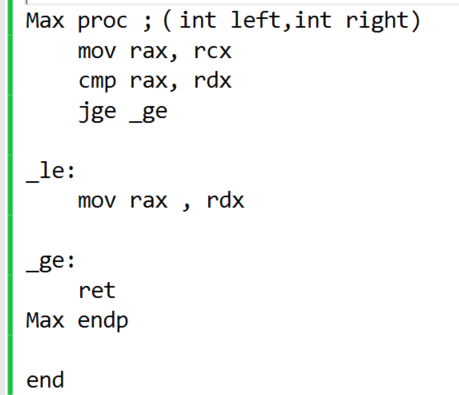 Max proc ;(int left,int right)
    mov rax, rcx
    cmp rax, rdx
    jge _ge

_le:
    mov rax , rdx

_ge:
    ret
Max endp

end